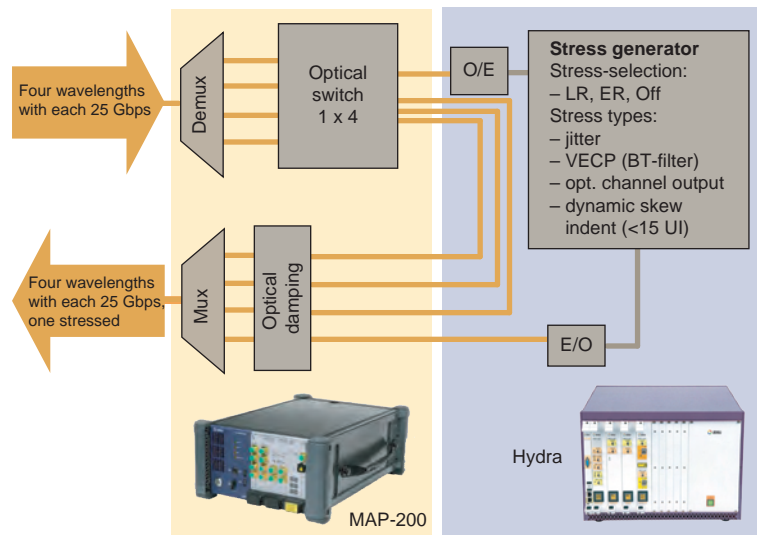 Four wavelengths
with each 25 Gbps
Demux
Optical
switch
1 x 4
O/E
Stress generator
Stress-selection:
– LR, ER, Off
Stress types:
– jitter
– VECP (BT-filter)
– opt. channel output
– dynamic skew
indent (<15 UI)
Four wavelengths
with each 25 Gbps,
one stressed
Mux
Optical
damping
E/O
MAP-200
Hydra